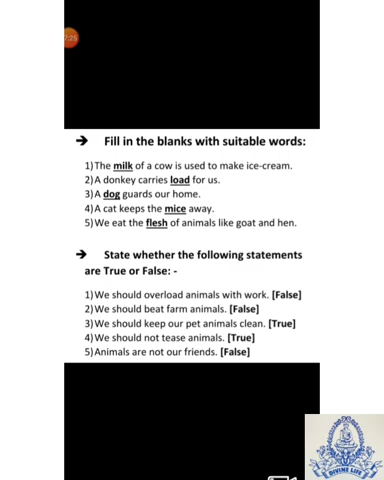 2:25
➔ Fill in the blanks with suitable words:
1)The milk of a cow is used to make ice-cream.
2)A donkey carries load for us.
3)A dog guards our home.
4)A cat keeps the mice away.
5)We eat the flesh of animals like goat and hen.
➔ State whether the following statements
are True or False: -
1)We should overload animals with work. [False]
2)We should beat farm animals. [False]
3)We should keep our pet animals clean. [True]
4)We should not tease animals. [True]
5)Animals are not our friends. [False]
DIVINE LIFE